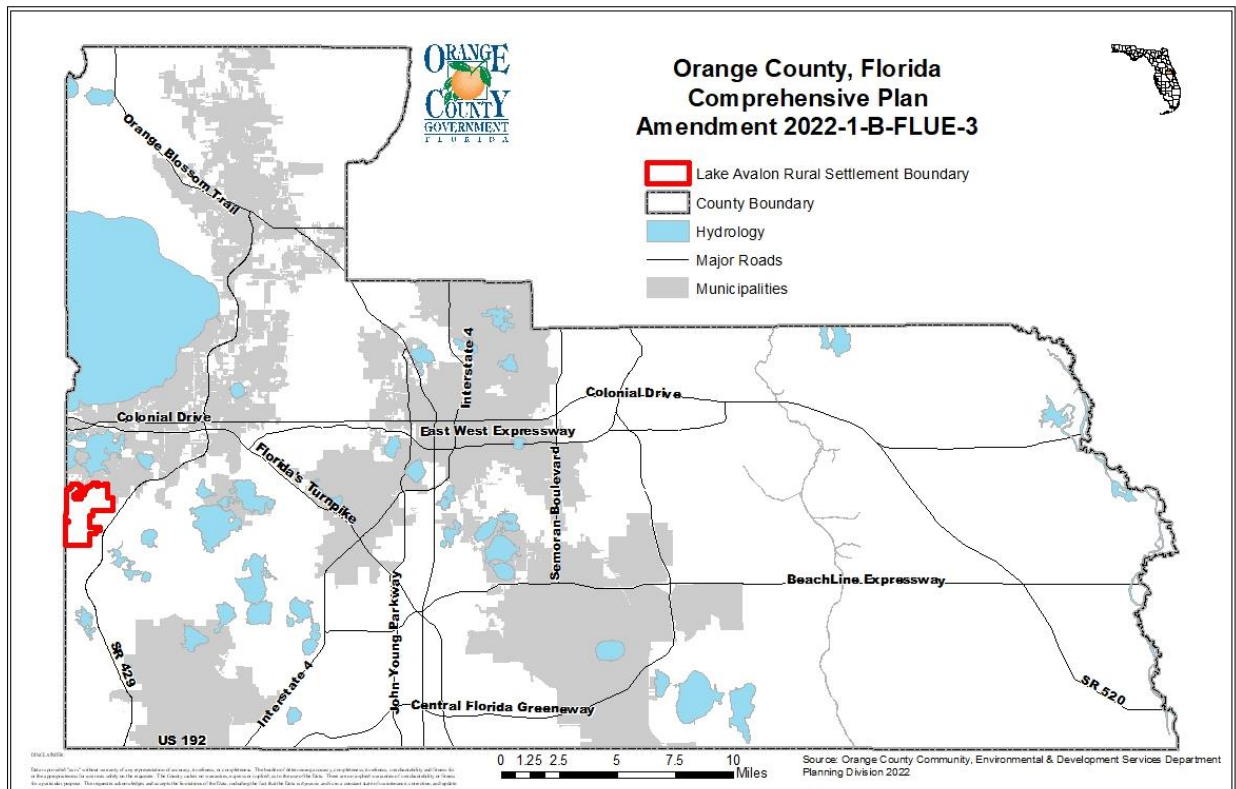 ORANGE
COUNTY
GOVERNMENT
FLORIDA
Orange County, Florida
Comprehensive Plan
Amendment 2022-1-B-FLUE-3
Lake Avalon Rural Settlement Boundary
County Boundary
Hydrology
Major Roads
Municipalities
Orange Blossom Trail
Interstate 4
Colonial Drive
Colonial Drive
East West Expressway
Florida's Turnpike
Semoran Boulevard
BeachLine Expressway
John Young Parkway
SR 429
Interstate 4
Central Florida Greeneway
SR 520
US 192
0 1.25 2.5 5 7.5 10
Miles
Source: Orange County Community, Environmental & Development Services Department
Planning Division 2022
DISCLAIMER: